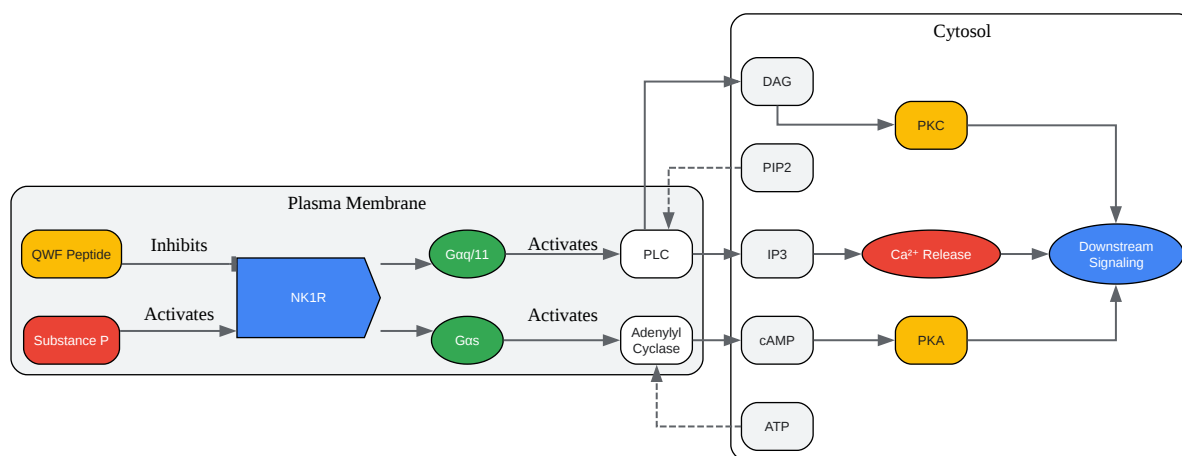 Cytosol
DAG
PKC
PIP2
Plasma Membrane
QWF Peptide
Inhibits
Gαq/11
Activates
PLC
IP3
Ca²⁺ Release
Downstream
Signaling
NK1R
Substance P
Activates
Gαs
Activates
Adenylyl
Cyclase
cAMP
PKA
ATP